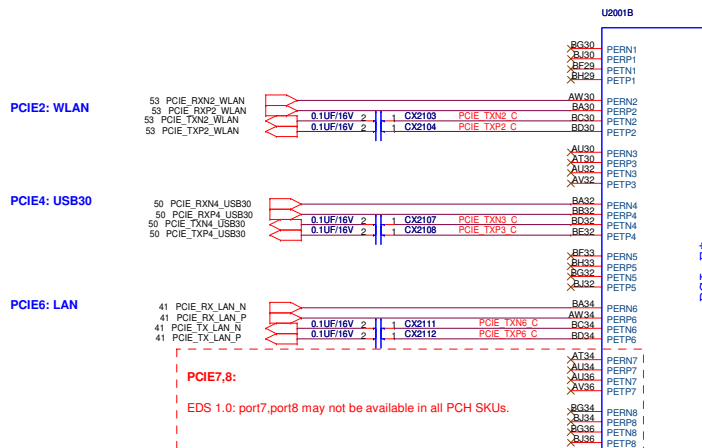 U2001B
BG30 PERN1
BJ30 PERP1
BF29 PETN1
BH29 PETP1
PCIE2: WLAN
53 PCIE_RXN2_WLAN AW30 PERN2
53 PCIE_RXP2_WLAN BA30 PERP2
53 PCIE_TXN2_WLAN 0.1UF/16V 2 1 CX2103 PCIE_TXN2_C BC30 PETN2
53 PCIE_TXP2_WLAN 0.1UF/16V 2 1 CX2104 PCIE_TXP2_C BD30 PETP2
AU30 PERN3
AT30 PERP3
AU32 PETN3
AV32 PETP3
PCIE4: USB30
50 PCIE_RXN4_USB30 BA32 PERN4
50 PCIE_RXP4_USB30 BB32 PERP4
50 PCIE_TXN4_USB30 0.1UF/16V 2 1 CX2107 PCIE_TXN3_C BD32 PETN4
50 PCIE_TXP4_USB30 0.1UF/16V 2 1 CX2108 PCIE_TXP3_C BE32 PETP4
BF33 PERN5
BH33 PERP5
BG32 PETN5
BJ32 PETP5
PCIE6: LAN
41 PCIE_RX_LAN_N BA34 PERN6
41 PCIE_RX_LAN_P AW34 PERP6
41 PCIE_TX_LAN_N 0.1UF/16V 2 1 CX2111 PCIE_TXN6_C BC34 PETN6
41 PCIE_TX_LAN_P 0.1UF/16V 2 1 CX2112 PCIE_TXP6_C BD34 PETP6
PCIE7,8:
EDS 1.0: port7,port8 may not be available in all PCH SKUs.
AT34 PERN7
AU34 PERP7
AU36 PETN7
AV36 PETP7
BG34 PERN8
BJ34 PERP8
BG36 PETN8
BJ36 PETP8